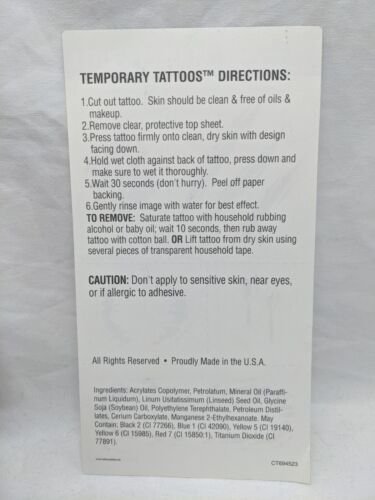 TEMPORARY TATTOOS™ DIRECTIONS:
1.Cut out tattoo. Skin should be clean & free of oils &
makeup.
2.Remove clear, protective top sheet.
3.Press tattoo firmly onto clean, dry skin with design
facing down.
4.Hold wet cloth against back of tattoo, press down and
make sure to wet it thoroughly.
5.Wait 30 seconds (don't hurry). Peel off paper
backing.
6.Gently rinse image with water for best effect.
TO REMOVE: Saturate tattoo with household rubbing
alcohol or baby oil; wait 10 seconds, then rub away
tattoo with cotton ball. OR Lift tattoo from dry skin using
several pieces of transparent household tape.
CAUTION: Don't apply to sensitive skin, near eyes,
or if allergic to adhesive.
All Rights Reserved • Proudly Made in the U.S.A.
Ingredients: Acrylates Copolymer, Petrolatum, Mineral Oil (Paraffi-
num Liquidum), Linum Usitatissimum (Linseed) Seed Oil, Glycine
Soja (Soybean) Oil, Polyethylene Terephthalate, Petroleum Distil-
lates, Cerium Carboxylate, Manganese 2-Ethylhexanoate. May
Contain: Black 2 (CI 77266), Blue 1 (CI 42090), Yellow 5 (CI 19140),
Yellow 6 (CI 15985), Red 7 (CI 15850:1), Titanium Dioxide (CI
77891).
CT694523